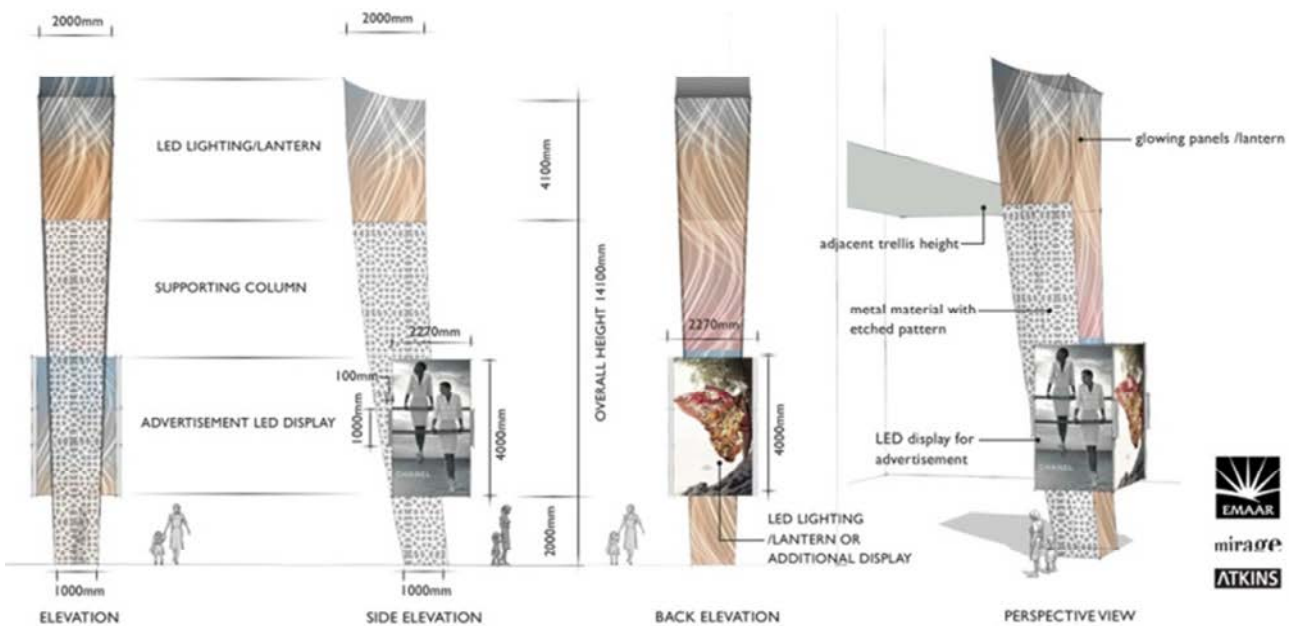 2000mm
2000mm
LED LIGHTING/LANTERN
4100mm
SUPPORTING COLUMN
OVERALL HEIGHT 14100mm
2270mm
100mm
1000mm
ADVERTISEMENT LED DISPLAY
4000mm
CHANEL
2000mm
1000mm
1000mm
2270mm
4000mm
LED LIGHTING
/LANTERN OR
ADDITIONAL DISPLAY
glowing panels /lantern
adjacent trellis height
metal material with
etched pattern
LED display for
advertisement
CHANEL
EMAAR
mirage
ATKINS
ELEVATION
SIDE ELEVATION
BACK ELEVATION
PERSPECTIVE VIEW